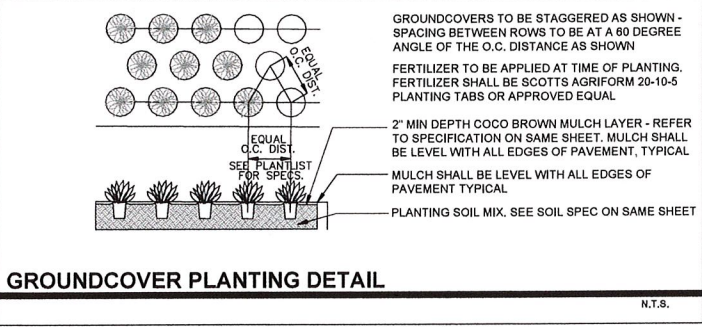 GROUNDCOVERS TO BE STAGGERED AS SHOWN -
SPACING BETWEEN ROWS TO BE AT A 60 DEGREE
ANGLE OF THE O.C. DISTANCE AS SHOWN
FERTILIZER TO BE APPLIED AT TIME OF PLANTING.
FERTILIZER SHALL BE SCOTTS AGRIFORM 20-10-5
PLANTING TABS OR APPROVED EQUAL
EQUAL
O.C. DIST.
2" MIN DEPTH COCO BROWN MULCH LAYER - REFER
TO SPECIFICATION ON SAME SHEET. MULCH SHALL
BE LEVEL WITH ALL EDGES OF PAVEMENT, TYPICAL
EQUAL
O.C. DIST.
SEE PLANTLIST
FOR SPECS.
MULCH SHALL BE LEVEL WITH ALL EDGES OF
PAVEMENT TYPICAL
PLANTING SOIL MIX. SEE SOIL SPEC ON SAME SHEET
GROUNDCOVER PLANTING DETAIL
N.T.S.